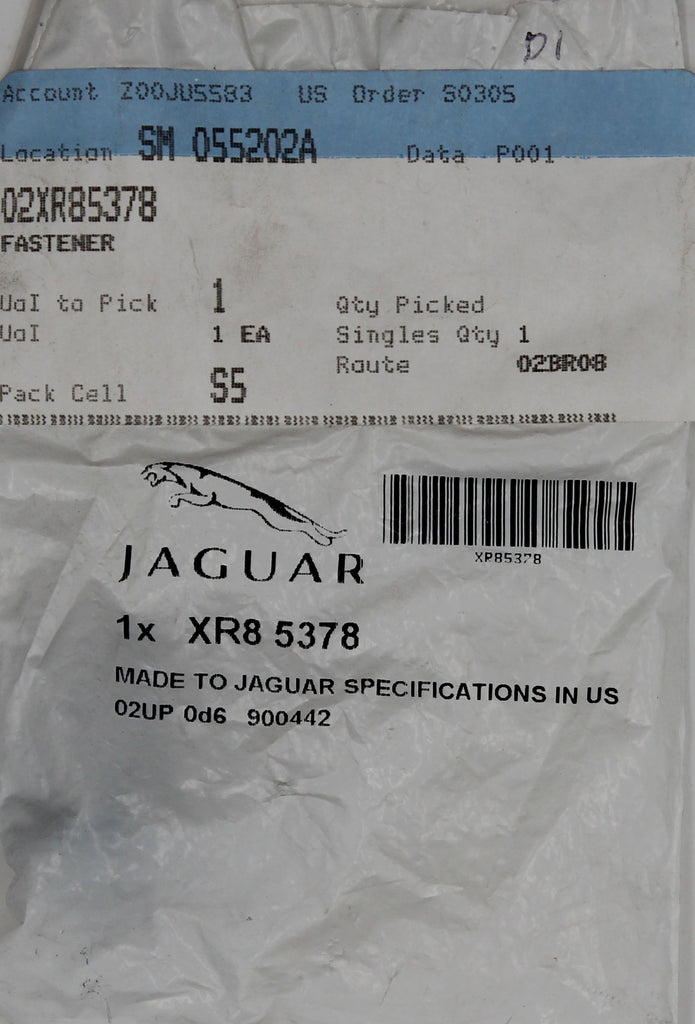 D1
Account Z00JU5583 US Order S0305
Location SM 055202A Data P001
02XR85378
FASTENER
UoI to Pick 1 Qty Picked
UoI 1 EA Singles Qty 1
Route 02BR08
Pack Cell S5
JAGUAR
XR85378
1x XR8 5378
MADE TO JAGUAR SPECIFICATIONS IN US
02UP 0d6 900442